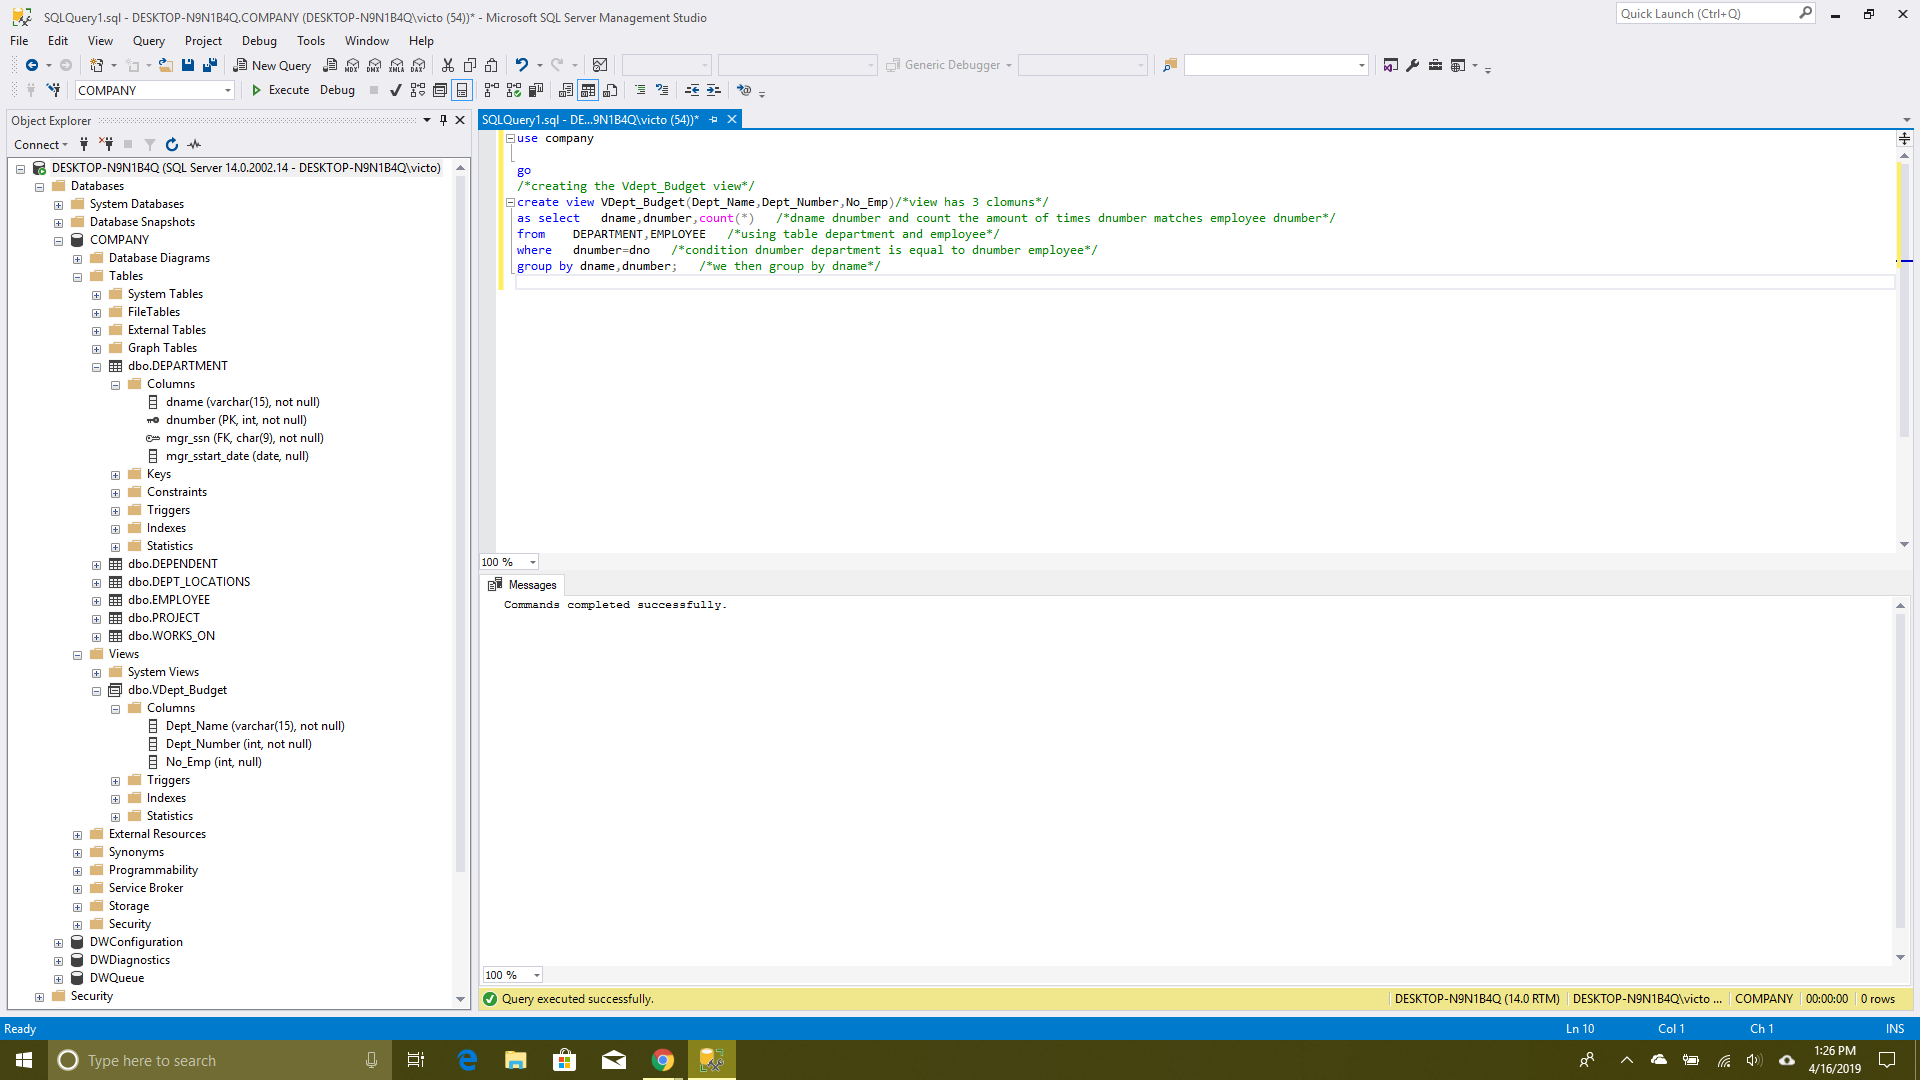 SQLQuery1.sql - DESKTOP-N9N1B4Q.COMPANY (DESKTOP-N9N1B4Q\victo (54))* - Microsoft SQL Server Management Studio
Quick Launch (Ctrl+Q)
File Edit View Query Project Debug Tools Window Help
New Query MDX DMX XMLA DAX Generic Debugger
COMPANY Execute Debug
Object Explorer
Connect
DESKTOP-N9N1B4Q (SQL Server 14.0.2002.14 - DESKTOP-N9N1B4Q\victo)
Databases
System Databases
Database Snapshots
COMPANY
Database Diagrams
Tables
System Tables
FileTables
External Tables
Graph Tables
dbo.DEPARTMENT
Columns
dname (varchar(15), not null)
dnumber (PK, int, not null)
mgr_ssn (FK, char(9), not null)
mgr_sstart_date (date, null)
Keys
Constraints
Triggers
Indexes
Statistics
dbo.DEPENDENT
dbo.DEPT_LOCATIONS
dbo.EMPLOYEE
dbo.PROJECT
dbo.WORKS_ON
Views
System Views
dbo.VDept_Budget
Columns
Dept_Name (varchar(15), not null)
Dept_Number (int, not null)
No_Emp (int, null)
Triggers
Indexes
Statistics
External Resources
Synonyms
Programmability
Service Broker
Storage
Security
DWConfiguration
DWDiagnostics
DWQueue
Security
SQLQuery1.sql - DE...9N1B4Q\victo (54))*
use company
go
/*creating the Vdept_Budget view*/
create view VDept_Budget(Dept_Name,Dept_Number,No_Emp)/*view has 3 clomuns*/
as select dname,dnumber,count(*) /*dname dnumber and count the amount of times dnumber matches employee dnumber*/
from DEPARTMENT,EMPLOYEE /*using table department and employee*/
where dnumber=dno /*condition dnumber department is equal to dnumber employee*/
group by dname,dnumber; /*we then group by dname*/
100 %
Messages
Commands completed successfully.
100 %
Query executed successfully. DESKTOP-N9N1B4Q (14.0 RTM) DESKTOP-N9N1B4Q\victo ... COMPANY 00:00:00 0 rows
Ready Ln 10 Col 1 Ch 1 INS
Type here to search
1:26 PM
4/16/2019